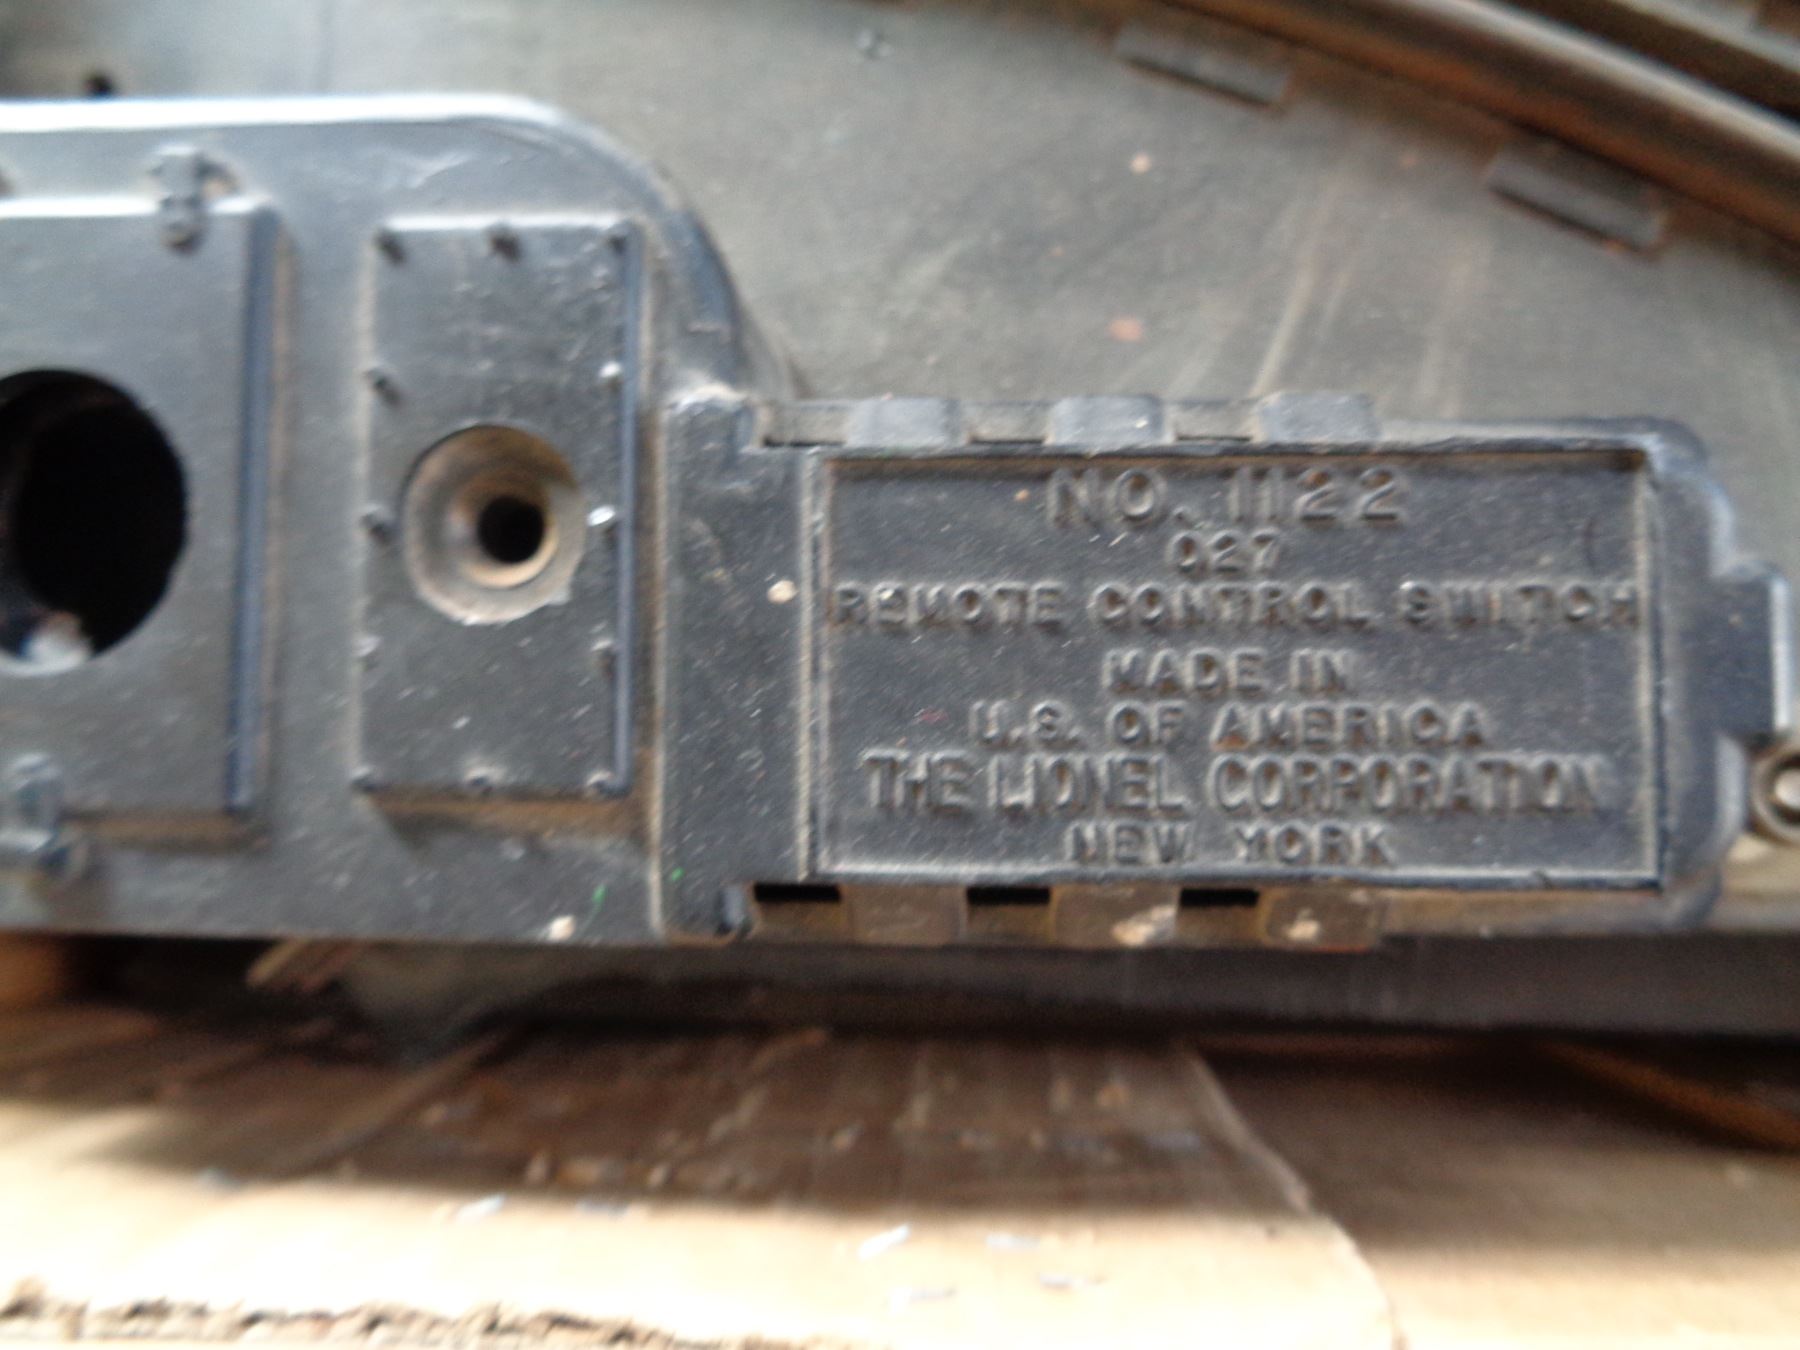 NO. 1122
027
REMOTE CONTROL SWITCH
MADE IN
U.S. OF AMERICA
THE LIONEL CORPORATION
NEW YORK